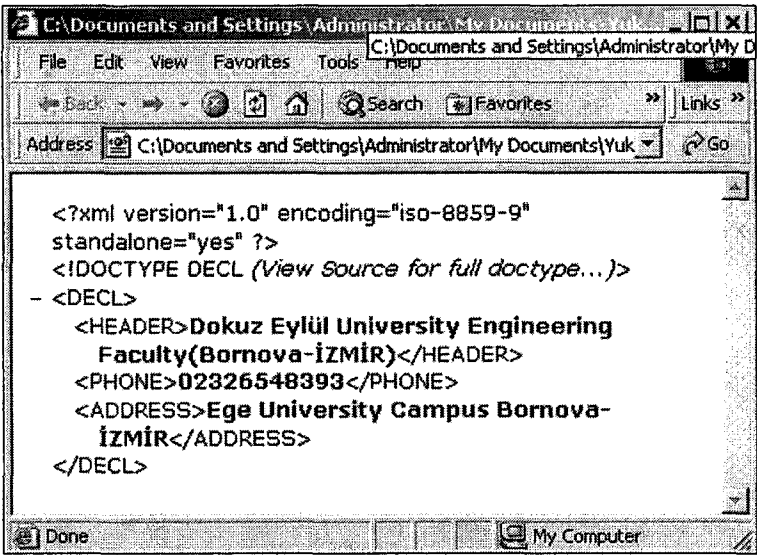 C:\Documents and Settings\Administrator\My Documents\Yuk...
C:\Documents and Settings\Administrator\My D
File Edit View Favorites Tools Help
Back Search Favorites » Links »
Address C:\Documents and Settings\Administrator\My Documents\Yuk Go
<?xml version="1.0" encoding="iso-8859-9"
standalone="yes" ?>
<!DOCTYPE DECL (View Source for full doctype...)>
- <DECL>
<HEADER>Dokuz Eylül University Engineering
Faculty(Bornova-İZMİR)</HEADER>
<PHONE>02326548393</PHONE>
<ADDRESS>Ege University Campus Bornova-
İZMİR</ADDRESS>
</DECL>
Done My Computer